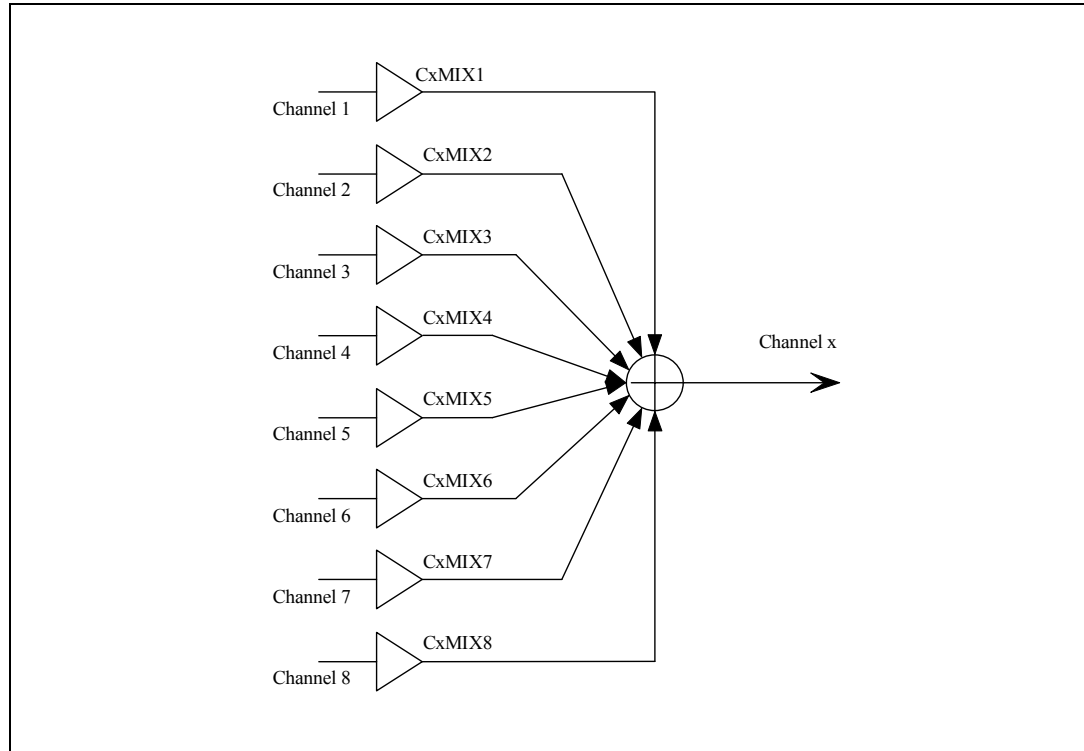 CxMIX1
Channel 1
CxMIX2
Channel 2
CxMIX3
Channel 3
CxMIX4
Channel 4
Channel x
CxMIX5
Channel 5
CxMIX6
Channel 6
CxMIX7
Channel 7
CxMIX8
Channel 8